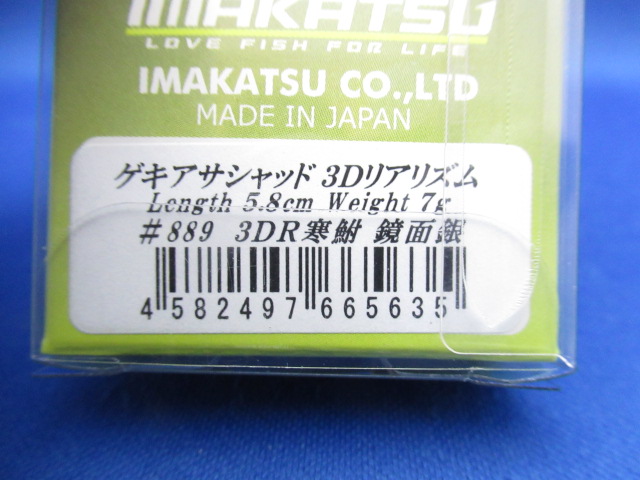 IMAKATSU
LOVE FISH FOR LIFE
IMAKATSU CO.,LTD
MADE IN JAPAN
ゲキアサシャッド 3Dリアリズム
Length 5.8cm Weight 7g
#889 3DR寒鮒 鏡面銀
4 582497 665635